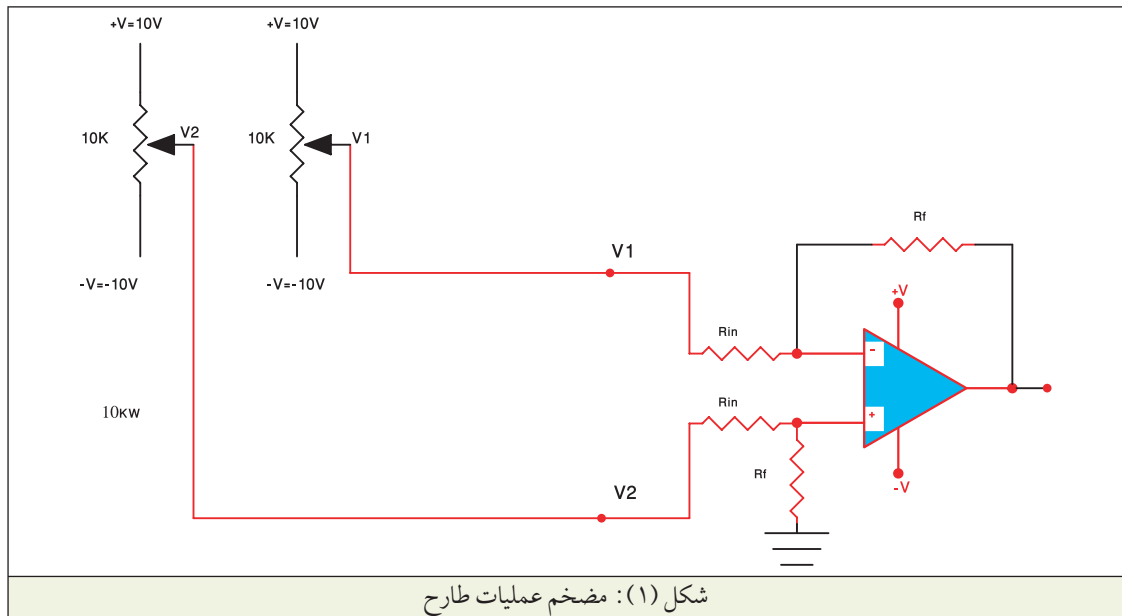 +V=10V +V=10V
10K V2 10K V1
-V=-10V -V=-10V
V1
Rf
+V
Rin
-
10KW
Rin
+
Rf
-V
V2
شكل (١): مضخم عمليات طارح